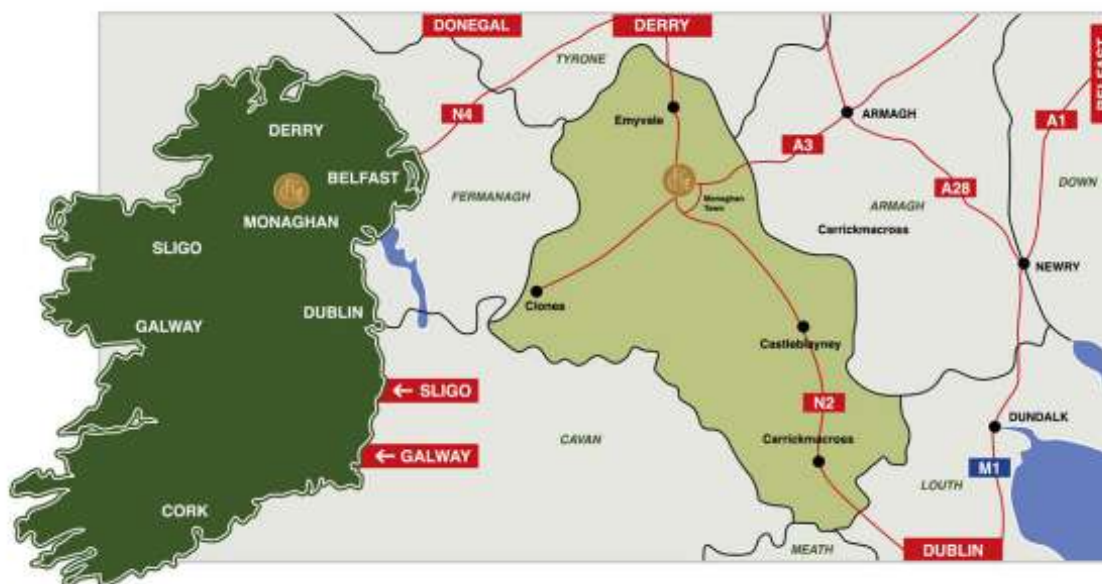 DERRY
BELFAST
MONAGHAN
SLIGO
DUBLIN
GALWAY
CORK
DONEGAL
DERRY
BELFAST
TYRONE
N4
Emyvale
ARMAGH
A1
A3
FERMANAGH
Monaghan
Town
A28
DOWN
ARMAGH
Carrickmacross
NEWRY
Clones
Castleblayney
← SLIGO
N2
DUNDALK
CAVAN
Carrickmacross
← GALWAY
M1
LOUTH
MEATH
DUBLIN